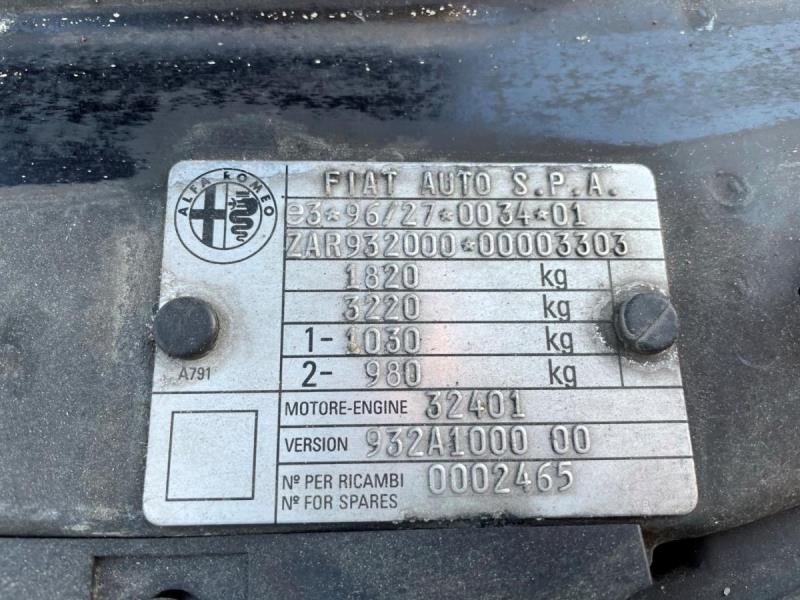 ALFA ROMEO
FIAT AUTO S.P.A.
e3*96/27*0034*01
ZAR932000*00003303
1820 kg
3220 kg
1- 1030 kg
2- 980 kg
A791
MOTORE-ENGINE 32401
VERSION 932A1000 00
Nº PER RICAMBI 0002465
Nº FOR SPARES